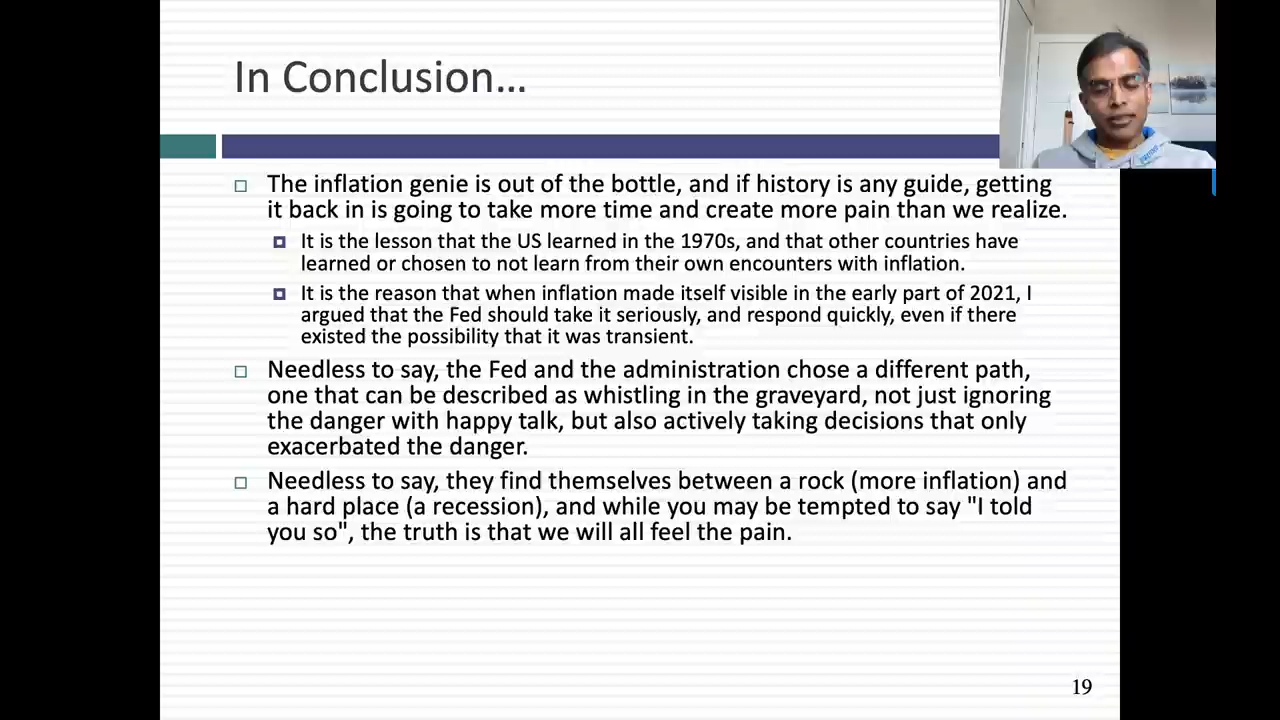 In Conclusion…
The inflation genie is out of the bottle, and if history is any guide, getting
it back in is going to take more time and create more pain than we realize.
It is the lesson that the US learned in the 1970s, and that other countries have
learned or chosen to not learn from their own encounters with inflation.
It is the reason that when inflation made itself visible in the early part of 2021, I
argued that the Fed should take it seriously, and respond quickly, even if there
existed the possibility that it was transient.
Needless to say, the Fed and the administration chose a different path,
one that can be described as whistling in the graveyard, not just ignoring
the danger with happy talk, but also actively taking decisions that only
exacerbated the danger.
Needless to say, they find themselves between a rock (more inflation) and
a hard place (a recession), and while you may be tempted to say "I told
you so", the truth is that we will all feel the pain.
19